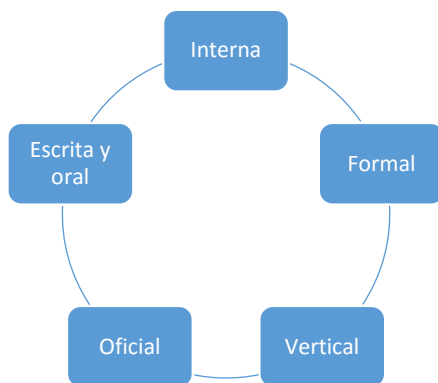 Interna
Formal
Vertical
Oficial
Escrita y
oral